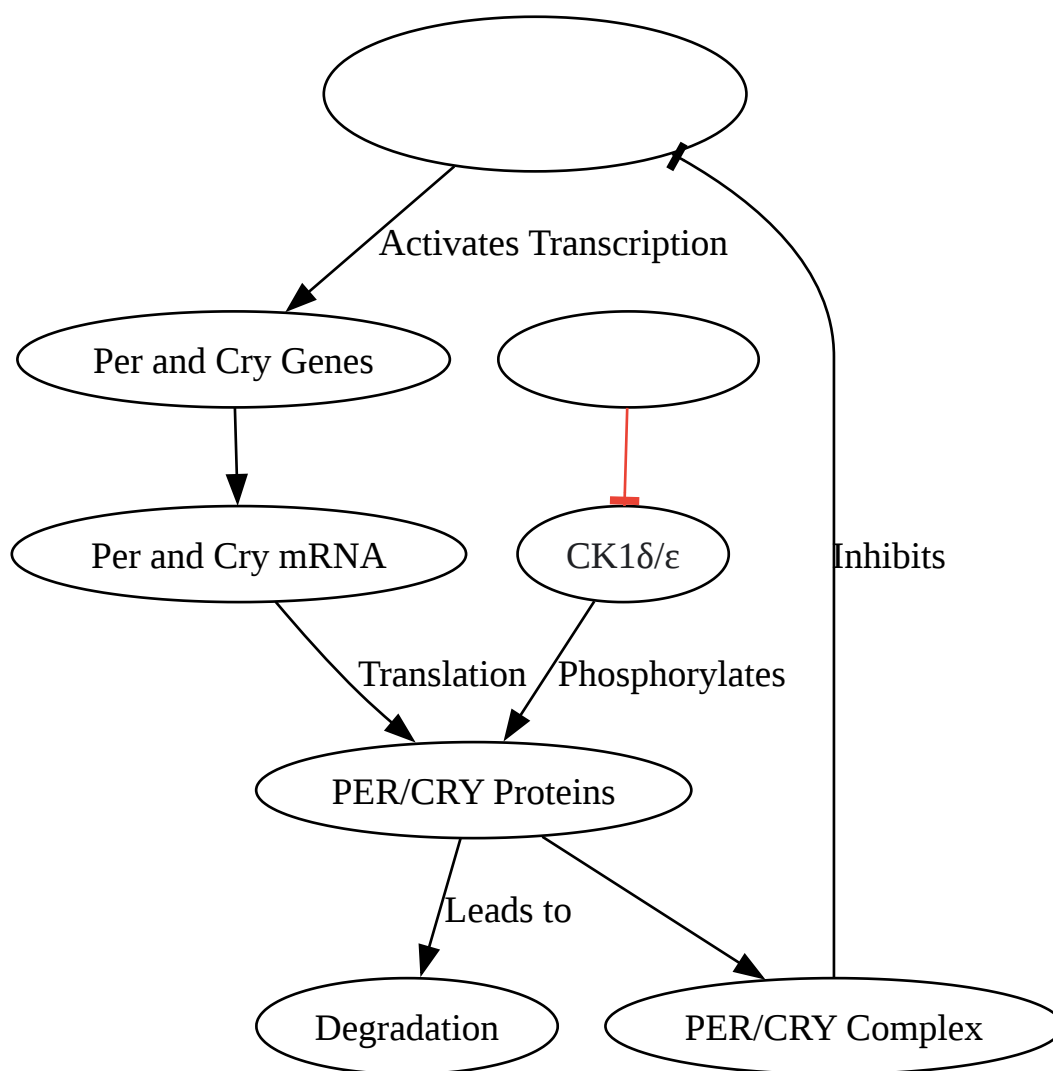 Activates Transcription
Per and Cry Genes
Per and Cry mRNA
CK1δ/ε
Inhibits
Translation
Phosphorylates
PER/CRY Proteins
Leads to
Degradation
PER/CRY Complex